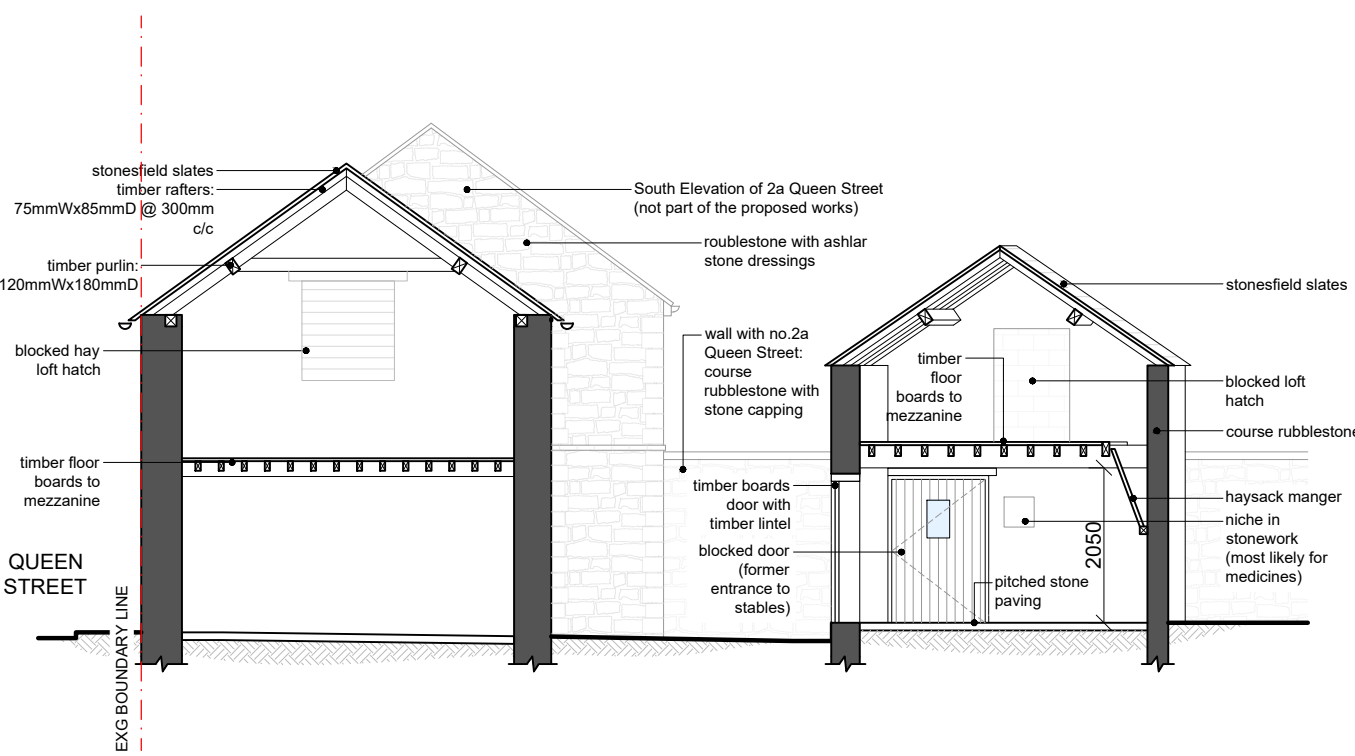 stonesfield slates
timber rafters:
75mmWx85mmD @ 300mm
c/c
timber purlin:
120mmWx180mmD
blocked hay
loft hatch
timber floor
boards to
mezzanine
QUEEN
STREET
EXG BOUNDARY LINE
South Elevation of 2a Queen Street
(not part of the proposed works)
roublestone with ashlar
stone dressings
wall with no.2a
Queen Street:
course
rubblestone with
stone capping
timber boards
door with
timber lintel
blocked door
(former
entrance to
stables)
timber
floor
boards to
mezzanine
pitched stone
paving
2050
stonesfield slates
blocked loft
hatch
course rubblestone
haysack manger
niche in
stonework
(most likely for
medicines)